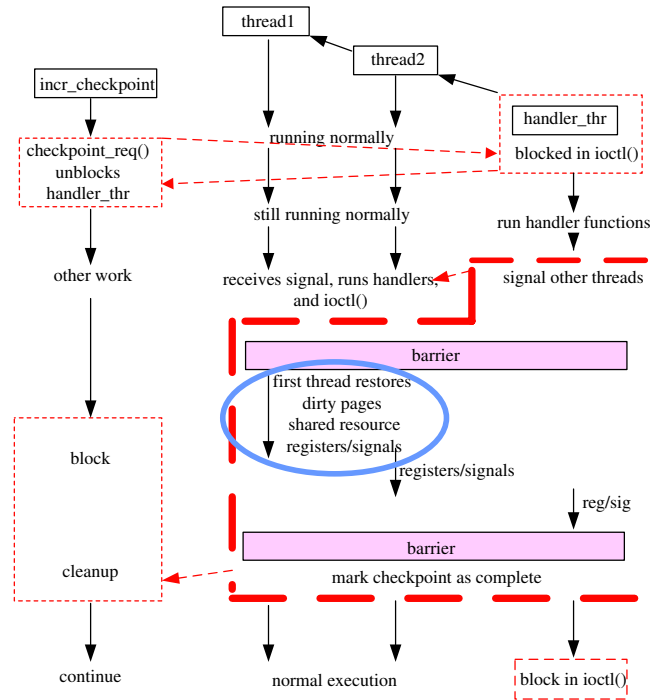 thread1
thread2
incr_checkpoint
handler_thr
running normally
checkpoint_req()
unblocks
handler_thr
blocked in ioctl()
still running normally
run handler functions
other work
receives signal, runs handlers,
and ioctl()
signal other threads
barrier
first thread restores
dirty pages
shared resource
registers/signals
block
registers/signals
reg/sig
barrier
cleanup
mark checkpoint as complete
continue
normal execution
block in ioctl()